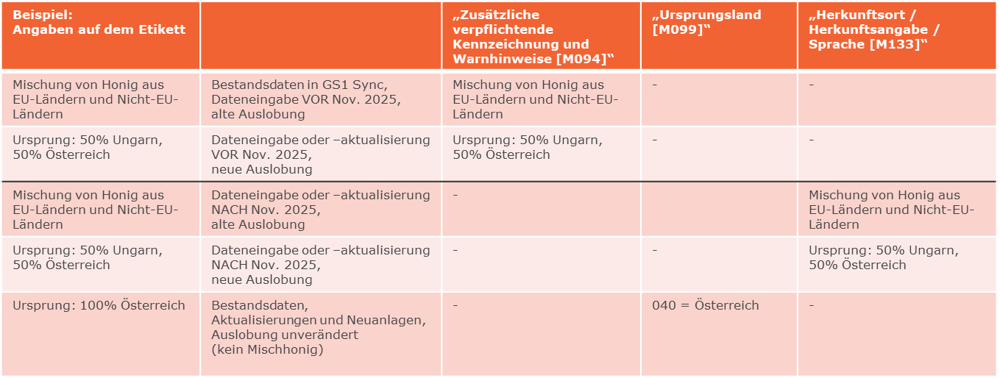 Beispiel:
Angaben auf dem Etikett
„Zusätzliche
verpflichtende
Kennzeichnung und
Warnhinweise [M094]“
„Ursprungsland
[M099]“
„Herkunftsort /
Herkunftsangabe /
Sprache [M133]“
Mischung von Honig aus
EU-Ländern und Nicht-EU-
Ländern
Bestandsdaten in GS1 Sync,
Dateneingabe VOR Nov. 2025,
alte Auslobung
Mischung von Honig aus
EU-Ländern und Nicht-EU-
Ländern
-
-
Ursprung: 50% Ungarn,
50% Österreich
Dateneingabe oder –aktualisierung
VOR Nov. 2025,
neue Auslobung
Ursprung: 50% Ungarn,
50% Österreich
-
-
Mischung von Honig aus
EU-Ländern und Nicht-EU-
Ländern
Dateneingabe oder –aktualisierung
NACH Nov. 2025,
alte Auslobung
-
Mischung von Honig aus
EU-Ländern und Nicht-EU-
Ländern
Ursprung: 50% Ungarn,
50% Österreich
Dateneingabe oder –aktualisierung
NACH Nov. 2025,
neue Auslobung
-
-
Ursprung: 50% Ungarn,
50% Österreich
Ursprung: 100% Österreich
Bestandsdaten,
Aktualisierungen und Neuanlagen,
Auslobung unverändert
(kein Mischhonig)
-
040 = Österreich
-